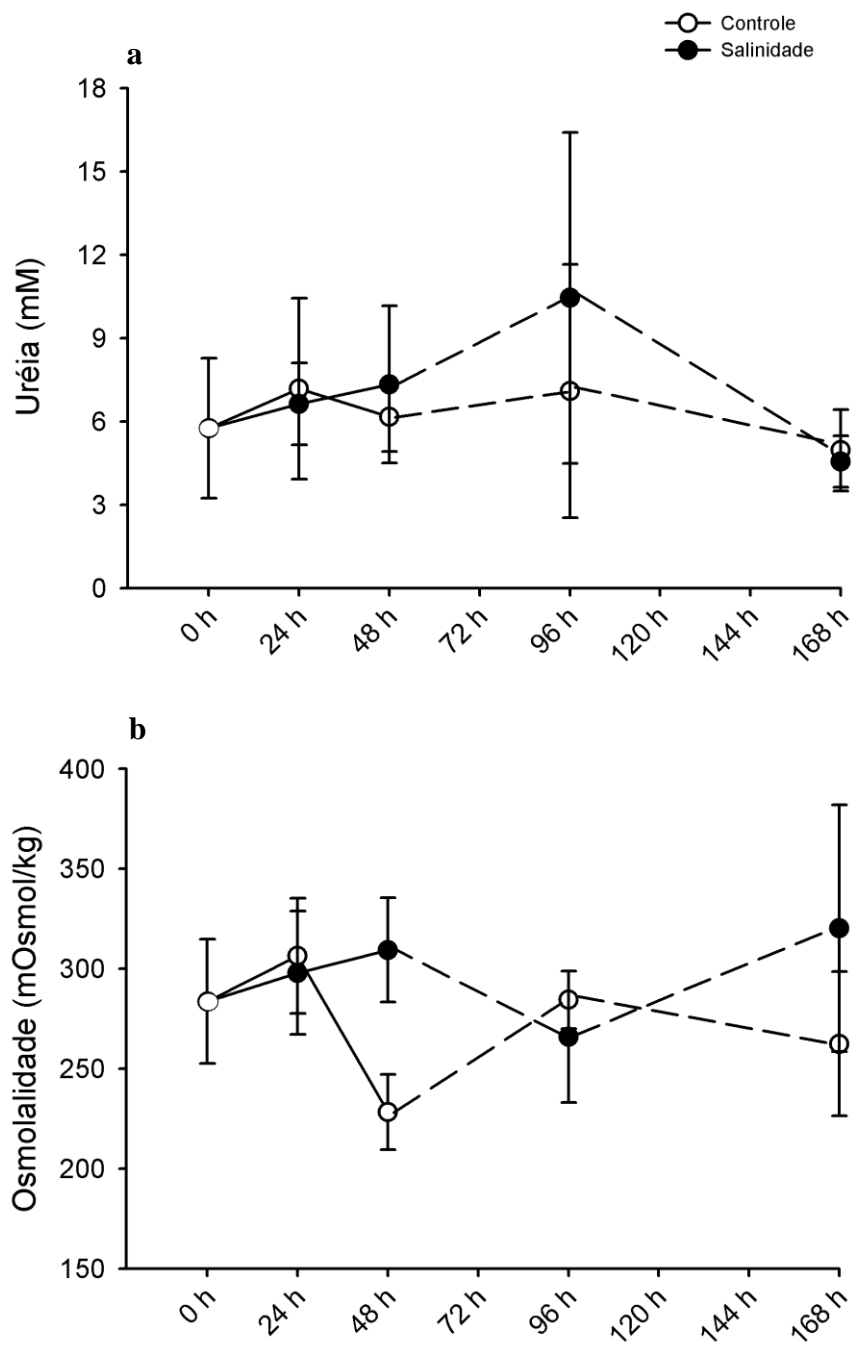 Controle
Salinidade
a
18
15
12
9
6
3
0
Uréia (mM)
0 h
24 h
48 h
72 h
96 h
120 h
144 h
168 h
b
400
350
300
250
200
150
Osmolalidade (mOsmol/kg)
0 h
24 h
48 h
72 h
96 h
120 h
144 h
168 h